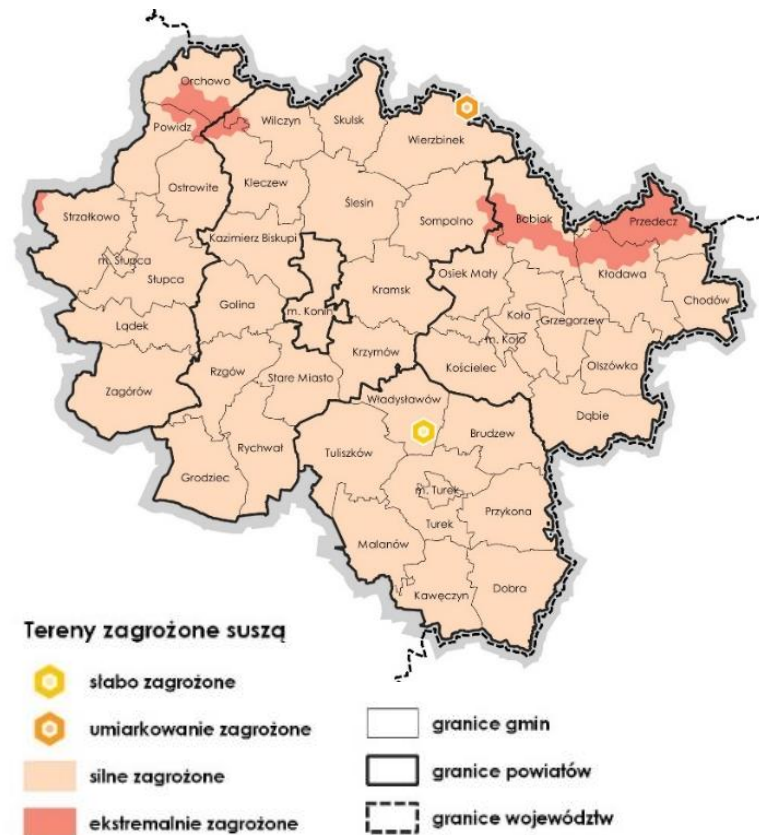 Orchowo
Powidz
Wilczyn
Skulsk
Wierzbinek
Ostrowite
Kleczew
Ślesin
Sompolno
Babiak
Przedecz
Strzałkowo
Kazimierz Biskupi
m. Słupca
Słupca
Osiek Mały
Kłodawa
Chodów
Golina
m. Konin
Kramsk
Koło
Grzegorzew
m. Koło
Lądek
Krzymów
Kościelec
Olszówka
Zagórów
Rzgów
Stare Miasto
Władysławów
Dąbie
Brudzew
Rychwał
Tuliszków
Grodziec
m. Turek
Przykona
Turek
Malanów
Dobra
Kawęczyn
Tereny zagrożone suszą
słabo zagrożone
umiarkowanie zagrożone
silne zagrożone
ekstremalnie zagrożone
granice gmin
granice powiatów
granice województw